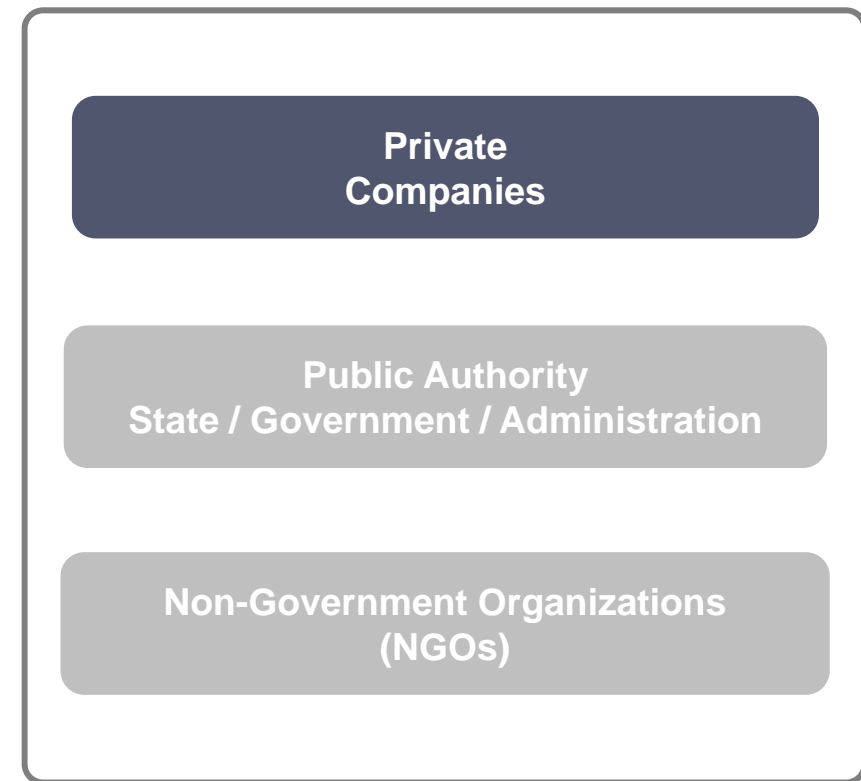 Private
Companies
Public Authority
State / Government / Administration
Non-Government Organizations
(NGOs)